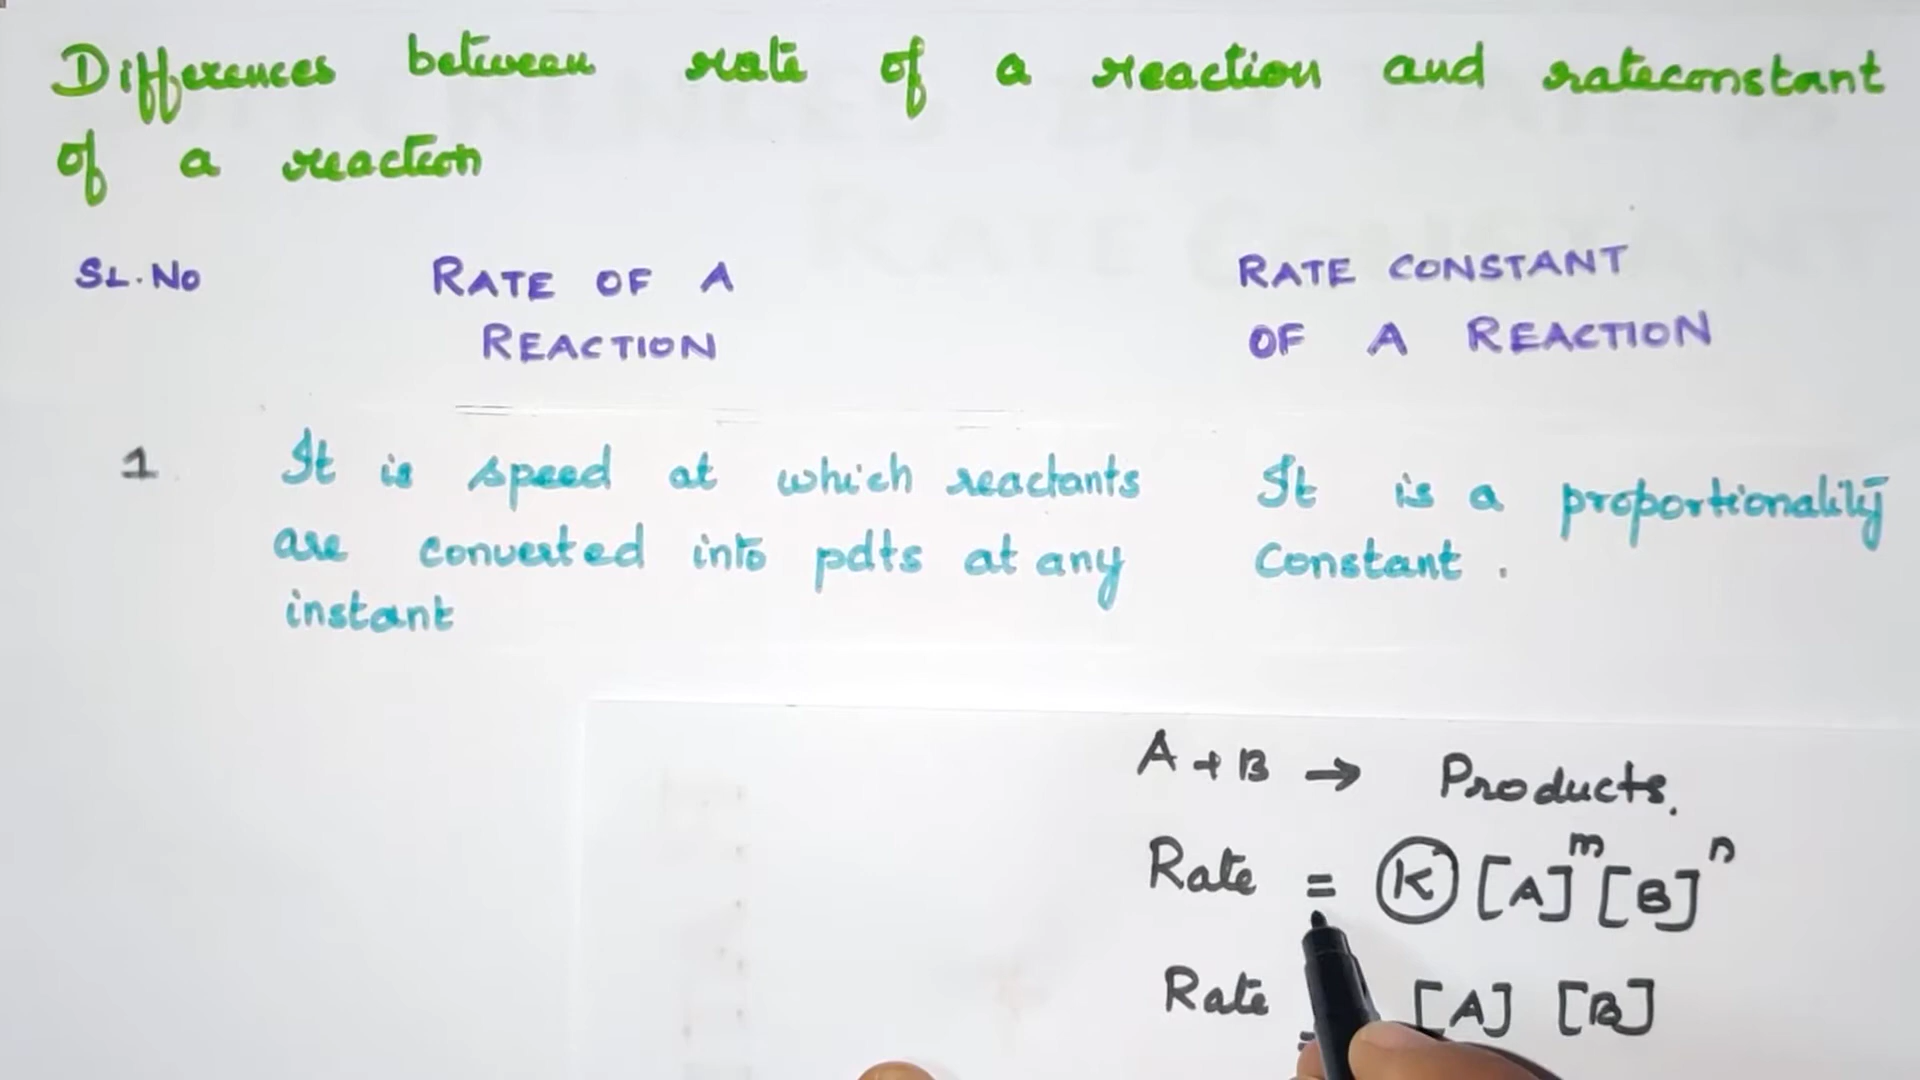 Differences between rate of a reaction and rateconstant
of a reaction
SL.No
RATE OF A
REACTION
RATE CONSTANT
OF A REACTION
1
It is speed at which reactants
are converted into pdts at any
instant
It is a proportionality
Constant.
A + B → Products.
Rate = K [A]^m [B]^n
Rate = [A] [B]